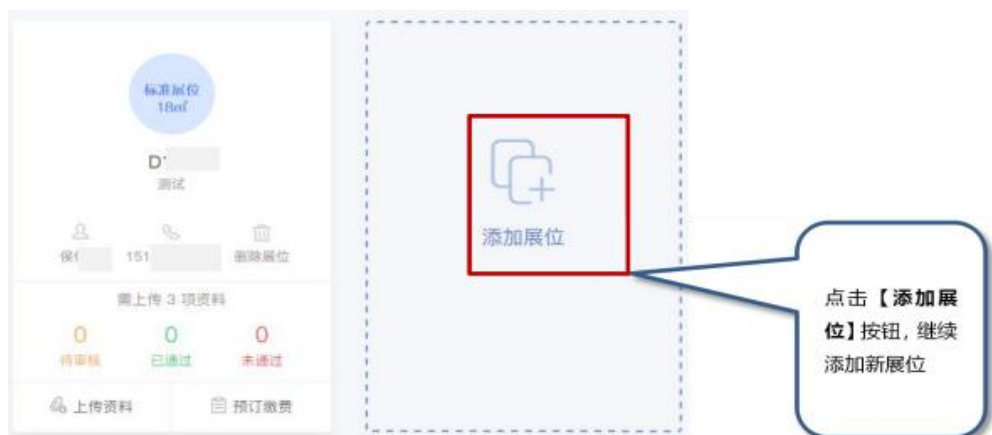 标准展位
18㎡
D1
测试
保
151
删除展位
需上传 3 项资料
0
0
0
待审核
已通过
未通过
上传资料
预订缴费
添加展位
点击【添加展
位】按钮，继续
添加新展位